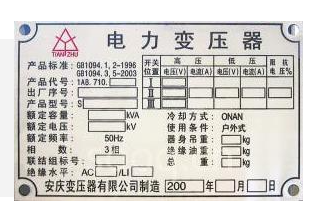 TIANZHU
电力变压器
产品标准: GB1094.1,2-1996
GB1094.3,5-2003
产品代号: 1AB.710.
出厂序号:
产品型号: S
开关位置 高压 低压 阻抗电压%
电压(V) 电流(A) 电压(V) 电流(A)
I
II
III
额定容量: kVA
额定电压: kV
额定频率: 50Hz
相数: 3相
联结组标号:
绝缘水平: AC /LI
冷却方式: ONAN
使用条件: 户外式
器身吊重: kg
绝缘油重: kg
总重: kg
安庆变压器有限公司制造 200 年 月 日